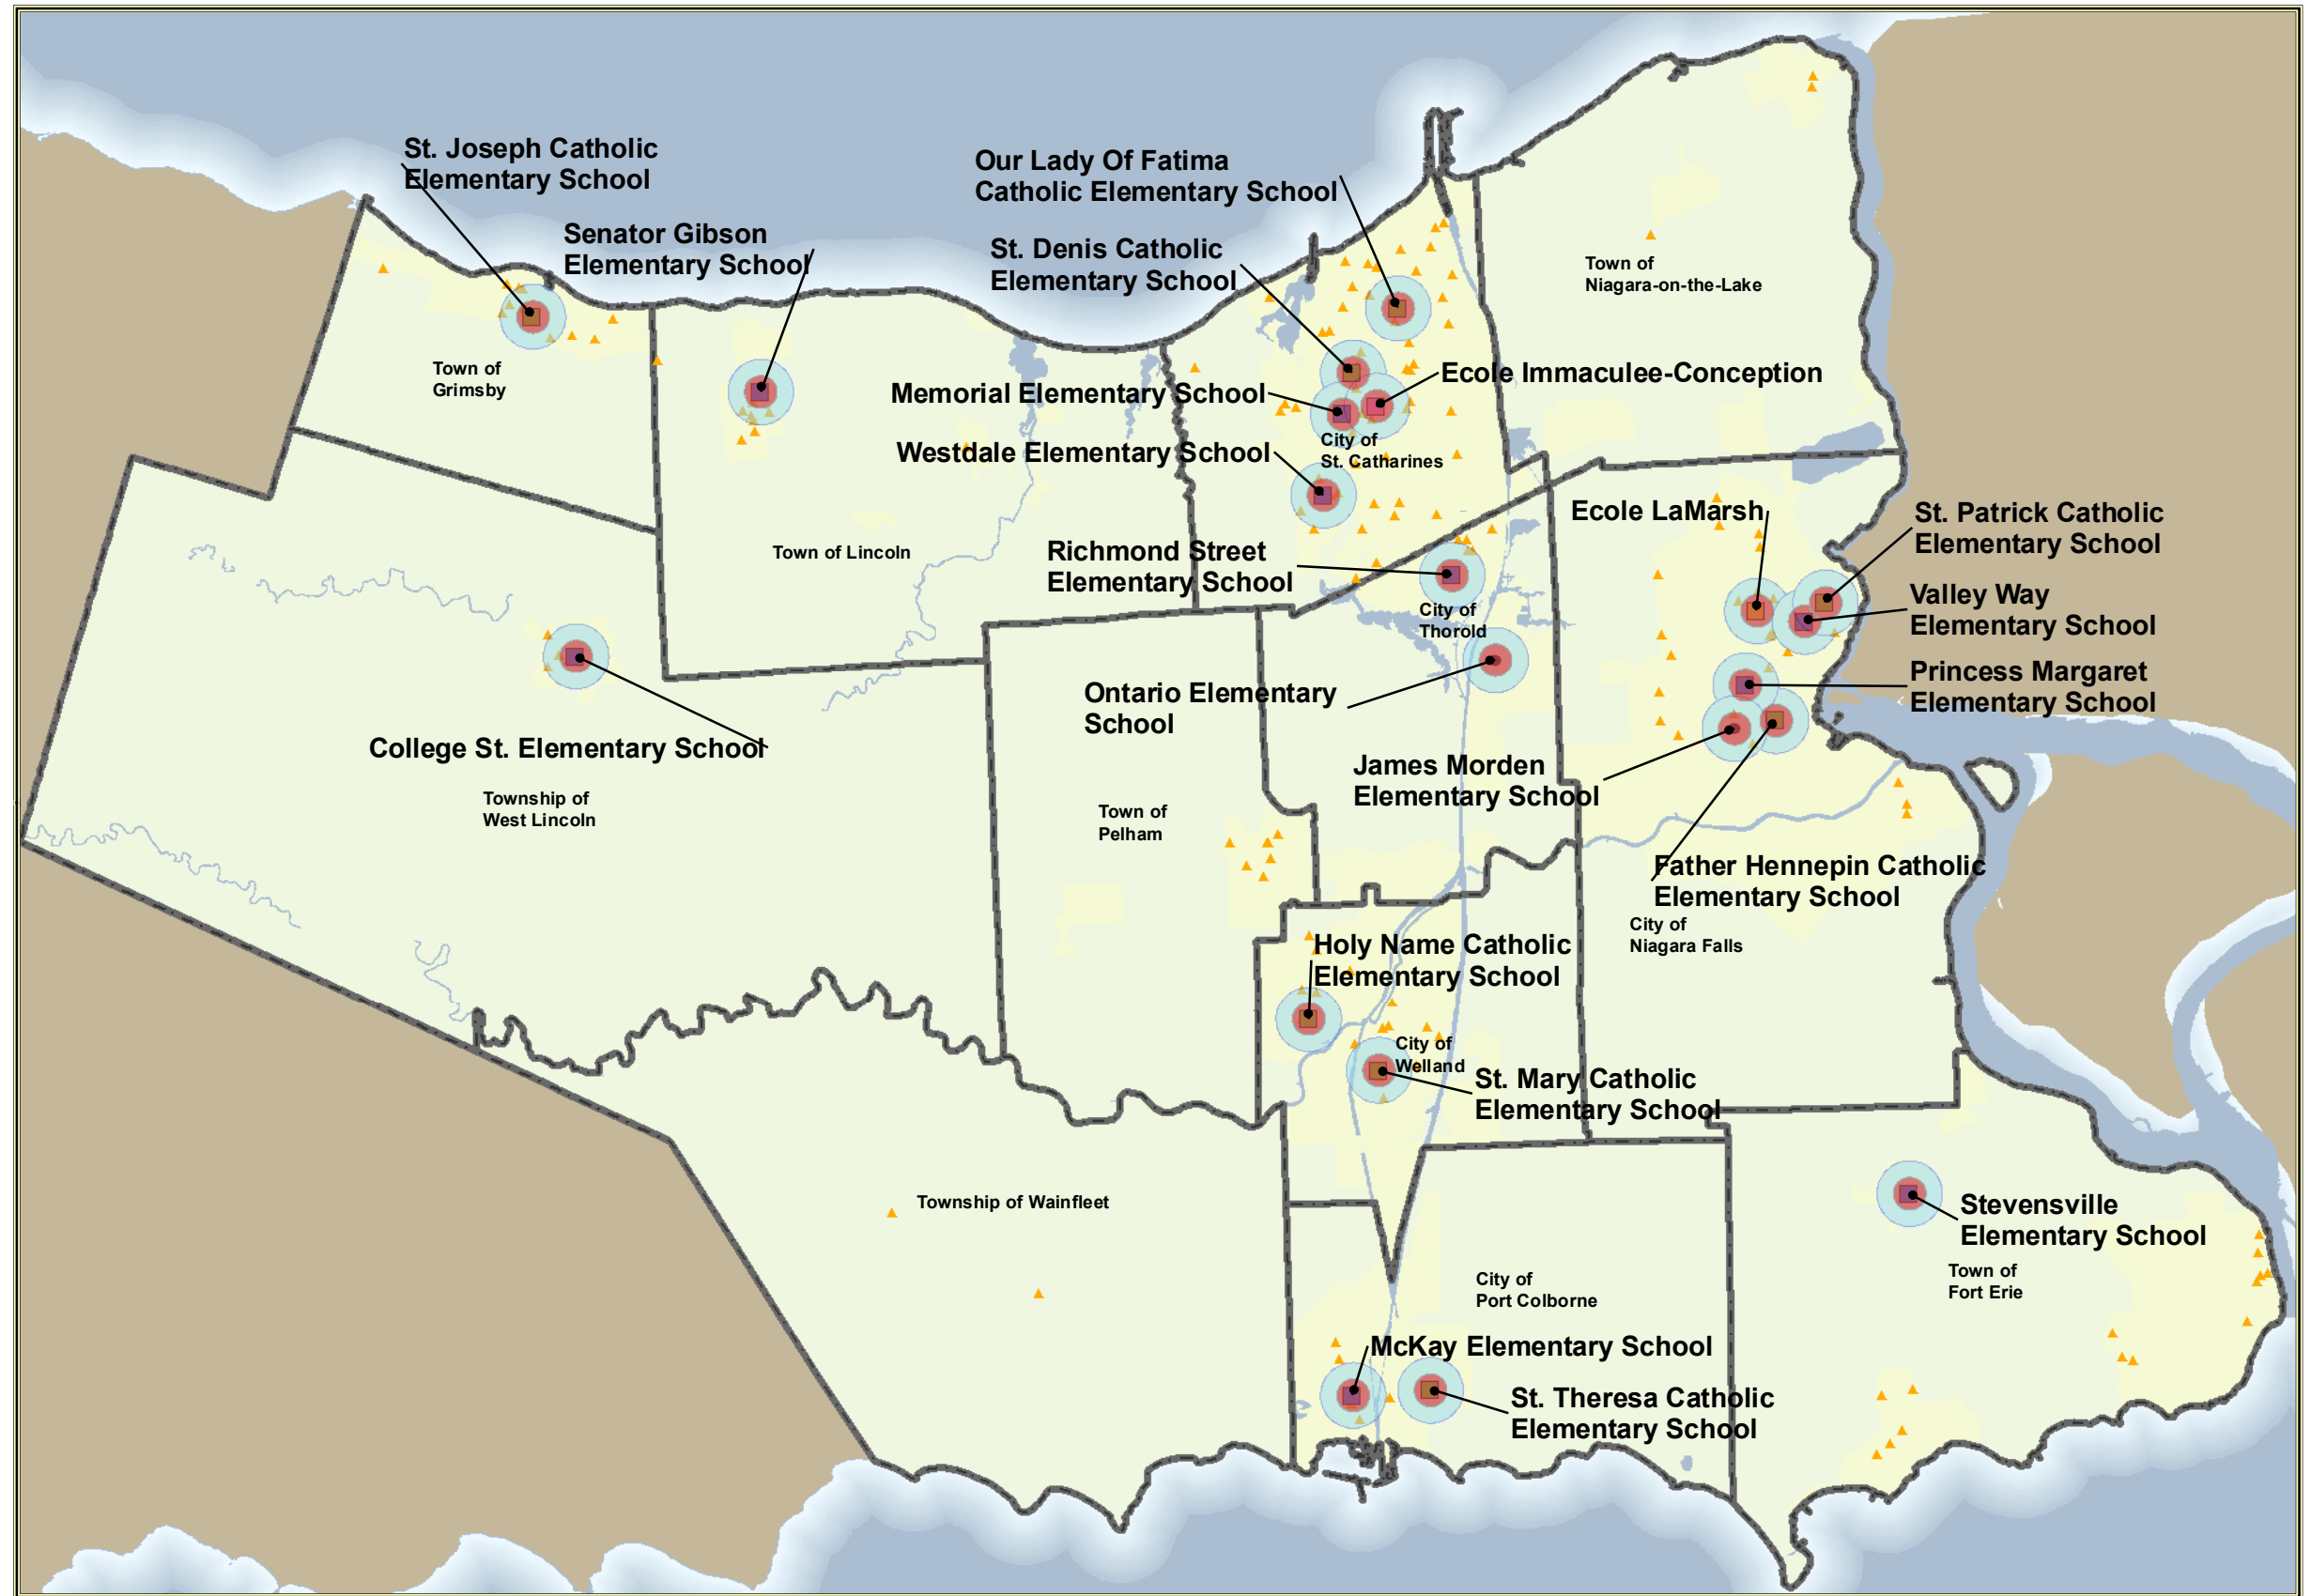 St. Joseph Catholic
Elementary School
Our Lady Of Fatima
Catholic Elementary School
Senator Gibson
Elementary School
St. Denis Catholic
Elementary School
Town of
Niagara-on-the-Lake
Town of
Grimsby
Memorial Elementary School
Ecole Immaculee-Conception
Westdale Elementary School
City of
St. Catharines
Ecole LaMarsh
St. Patrick Catholic
Elementary School
Town of Lincoln
Richmond Street
Elementary School
Valley Way
Elementary School
City of
Thorold
Princess Margaret
Elementary School
Ontario Elementary
School
College St. Elementary School
James Morden
Elementary School
Township of
West Lincoln
Town of
Pelham
Father Hennepin Catholic
Elementary School
City of
Niagara Falls
Holy Name Catholic
Elementary School
City of
Welland
St. Mary Catholic
Elementary School
Township of Wainfleet
Stevensville
Elementary School
Town of
Fort Erie
City of
Port Colborne
McKay Elementary School
St. Theresa Catholic
Elementary School